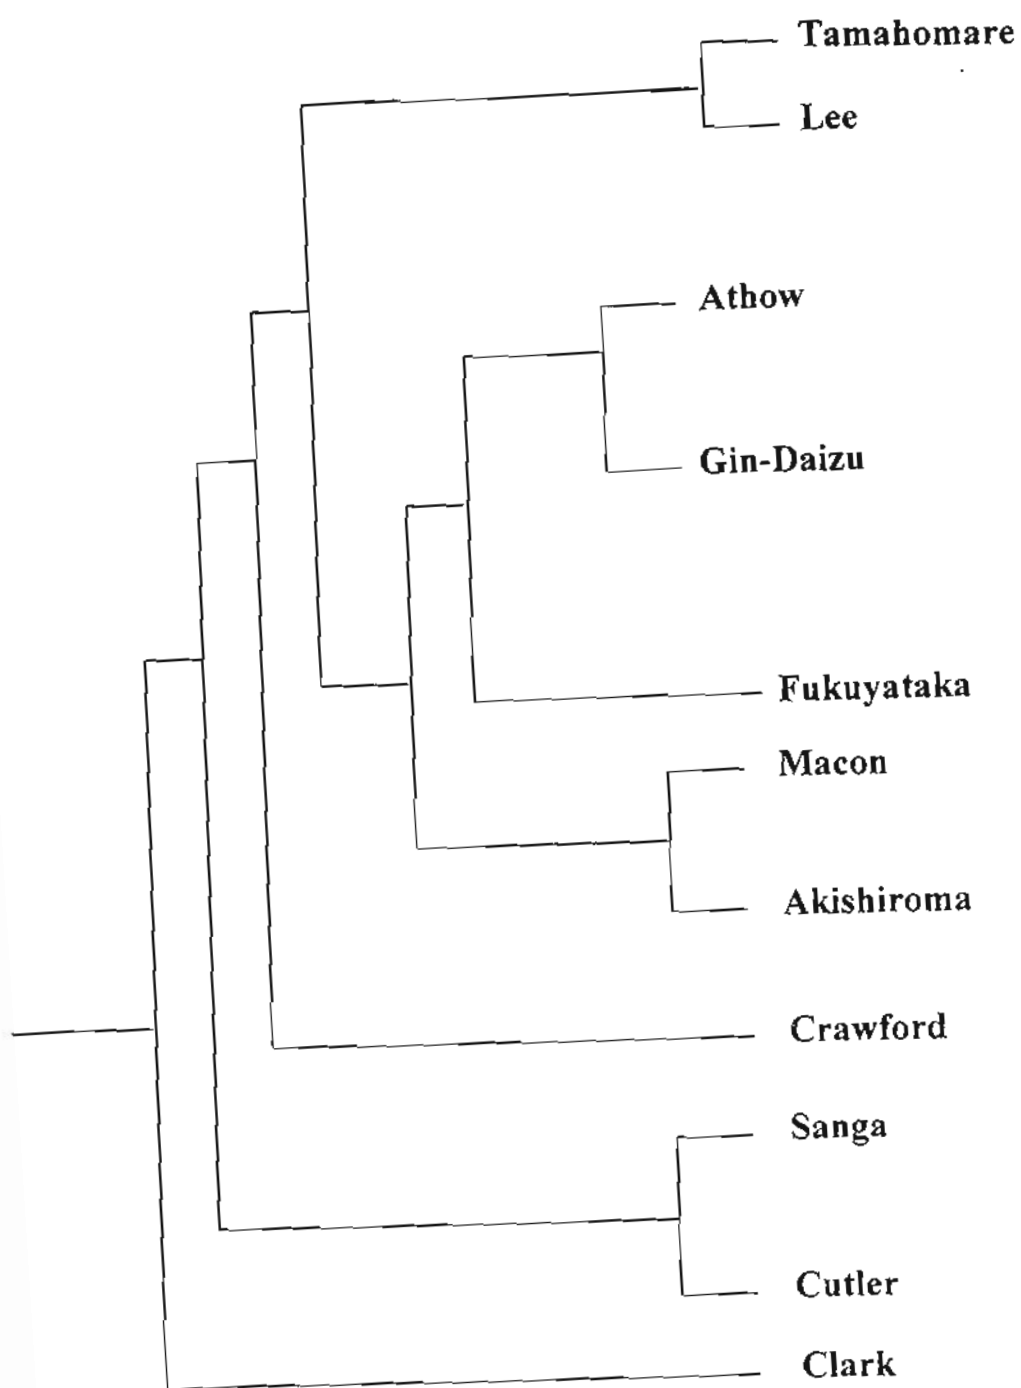 Tamahomare
Lee
Athow
Gin-Daizu
Fukuyataka
Macon
Akishiroma
Crawford
Sanga
Cutler
Clark